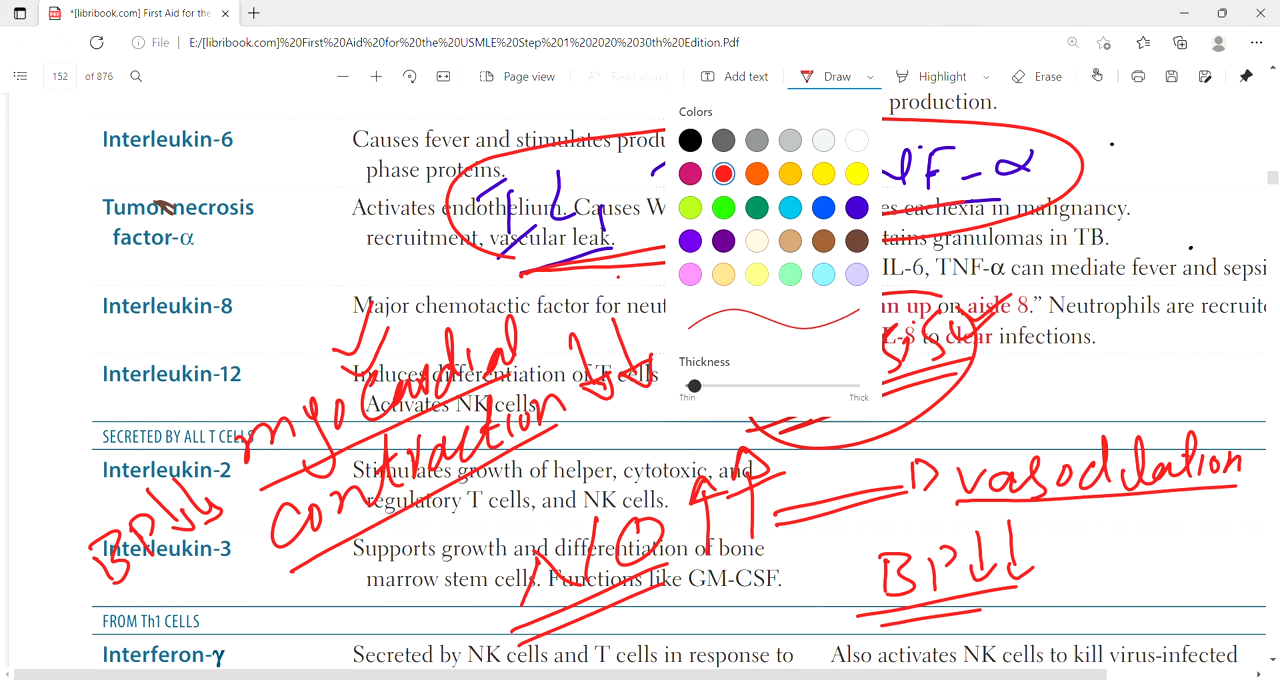 *[libribook.com] First Aid for the
File
E:/[libribook.com]%20First%20Aid%20for%20the%20USMLE%20Step%201%202020%2030th%20Edition.Pdf
152 of 876
Page view
Read aloud
Add text
Draw
Highlight
Erase
Colors
Thickness
Thin Thick
production.
Interleukin-6 Causes fever and stimulates produ
phase proteins.
IL1
NF-α
Tumor necrosis Activates endothelium. Causes W es cachexia in malignancy.
factor-α recruitment, vascular leak. tains granulomas in TB.
IL-6, TNF-α can mediate fever and sepsi
Interleukin-8 Major chemotactic factor for neut n up on aisle 8.” Neutrophils are recruite
L-8 to clear infections.
Interleukin-12 Induces differentiation of T cells
Activates NK cells
myocardial
contraction ↓↓
BP↓↓
SECRETED BY ALL T CELLS
Interleukin-2 Stimulates growth of helper, cytotoxic, and
regulatory T cells, and NK cells.
NO ↑↑
vasodilation
BP↓↓
Interleukin-3 Supports growth and differentiation of bone
marrow stem cells. Functions like GM-CSF.
FROM Th1 CELLS
Interferon-γ Secreted by NK cells and T cells in response to Also activates NK cells to kill virus-infected